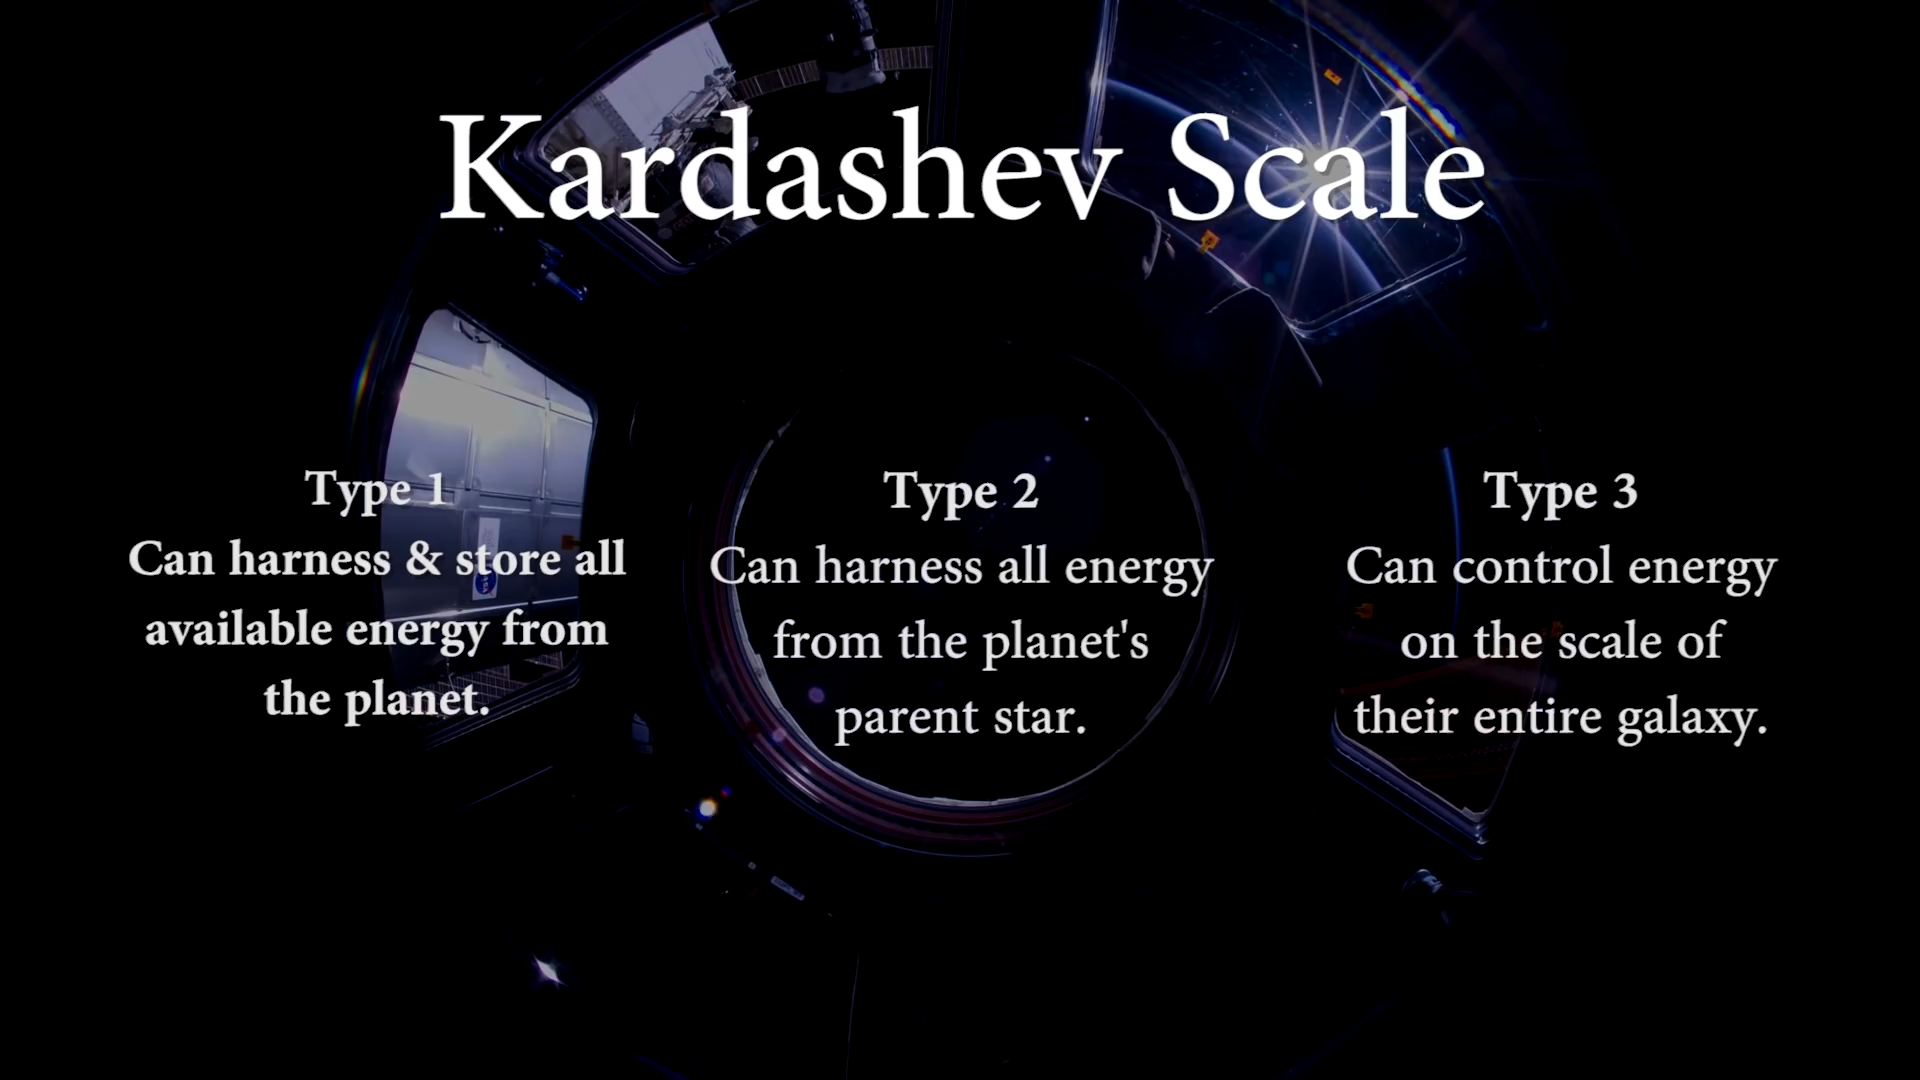 Kardashev Scale
Type 1
Can harness & store all
available energy from
the planet.
Type 2
Can harness all energy
from the planet's
parent star.
Type 3
Can control energy
on the scale of
their entire galaxy.